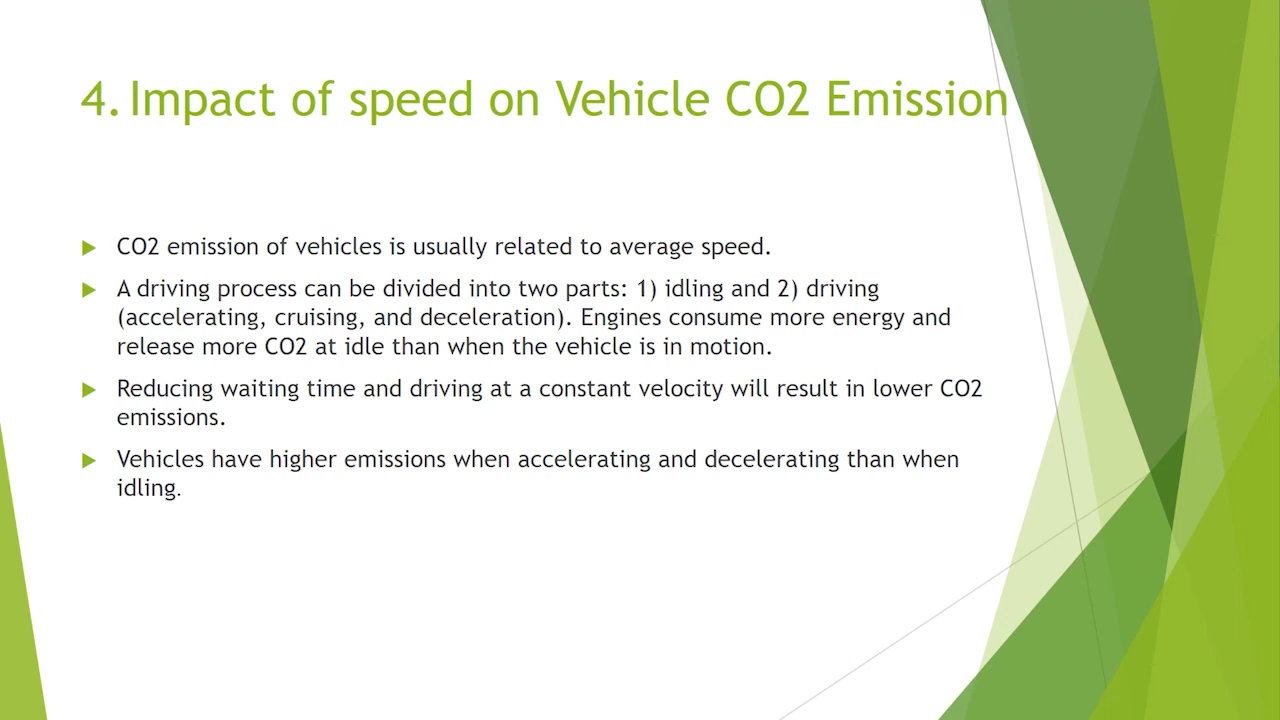 4. Impact of speed on Vehicle CO2 Emission
CO2 emission of vehicles is usually related to average speed.
A driving process can be divided into two parts: 1) idling and 2) driving
(accelerating, cruising, and deceleration). Engines consume more energy and
release more CO2 at idle than when the vehicle is in motion.
Reducing waiting time and driving at a constant velocity will result in lower CO2
emissions.
Vehicles have higher emissions when accelerating and decelerating than when
idling.